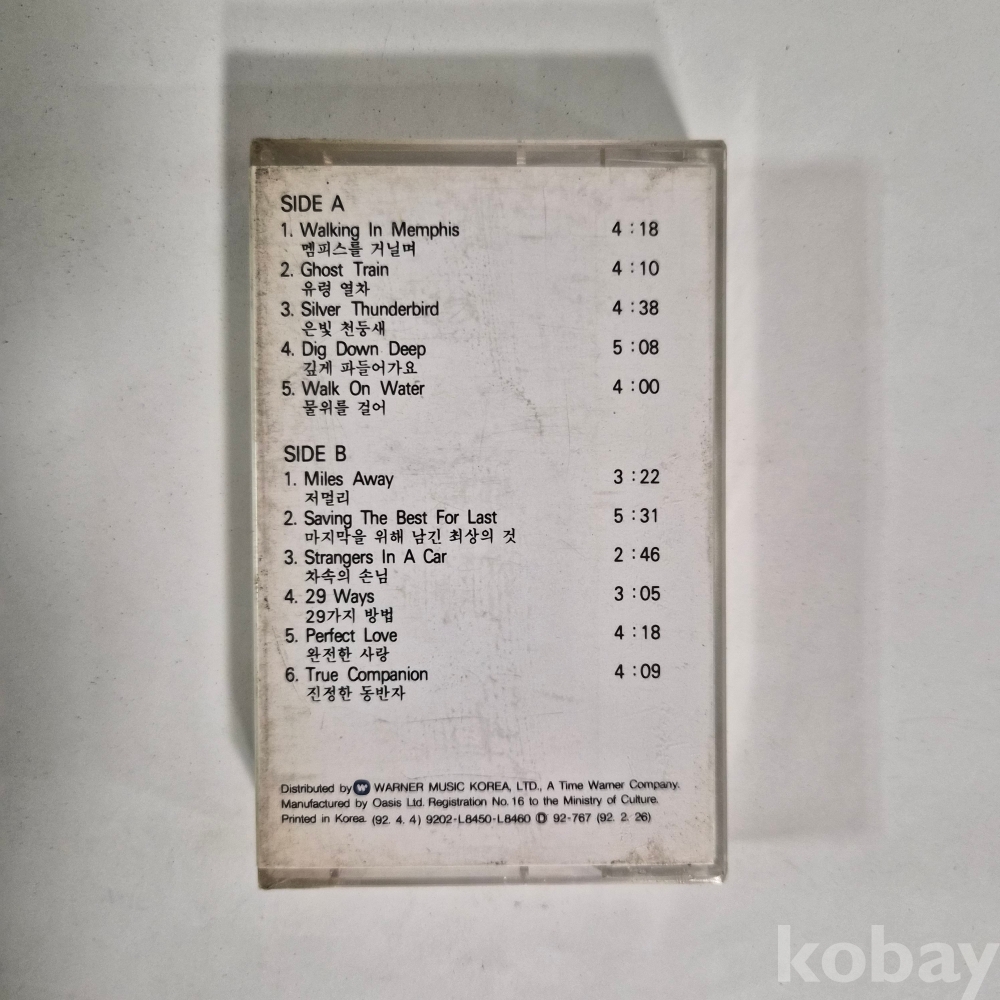 SIDE A
1. Walking In Memphis 4 : 18
멤피스를 거닐며
2. Ghost Train 4 : 10
유령 열차
3. Silver Thunderbird 4 : 38
은빛 천둥새
4. Dig Down Deep 5 : 08
깊게 파들어가요
5. Walk On Water 4 : 00
물위를 걸어
SIDE B
1. Miles Away 3 : 22
저멀리
2. Saving The Best For Last 5 : 31
마지막을 위해 남긴 최상의 것
3. Strangers In A Car 2 : 46
차속의 손님
4. 29 Ways 3 : 05
29가지 방법
5. Perfect Love 4 : 18
완전한 사랑
6. True Companion 4 : 09
진정한 동반자
Distributed by WARNER MUSIC KOREA, LTD., A Time Warner Company.
Manufactured by Oasis Ltd. Registration No. 16 to the Ministry of Culture.
Printed in Korea. (92. 4. 4) 9202-L8450-L8460 Ⓓ 92-767 (92. 2. 26)
kobay